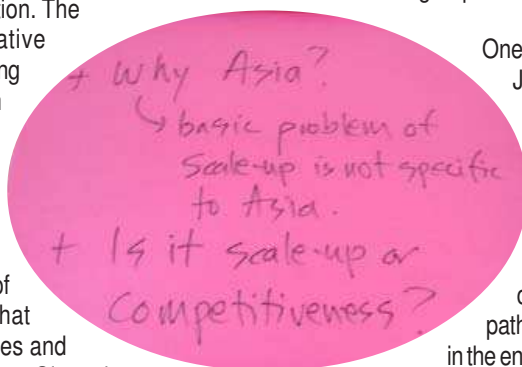 tion. The
ative
ng
of
hat
es and
+ Why Asia?
↳ basic problem of
scale-up is not specific
to Asia.
+ Is it scale-up or
competitiveness?
One
J
path
in the en